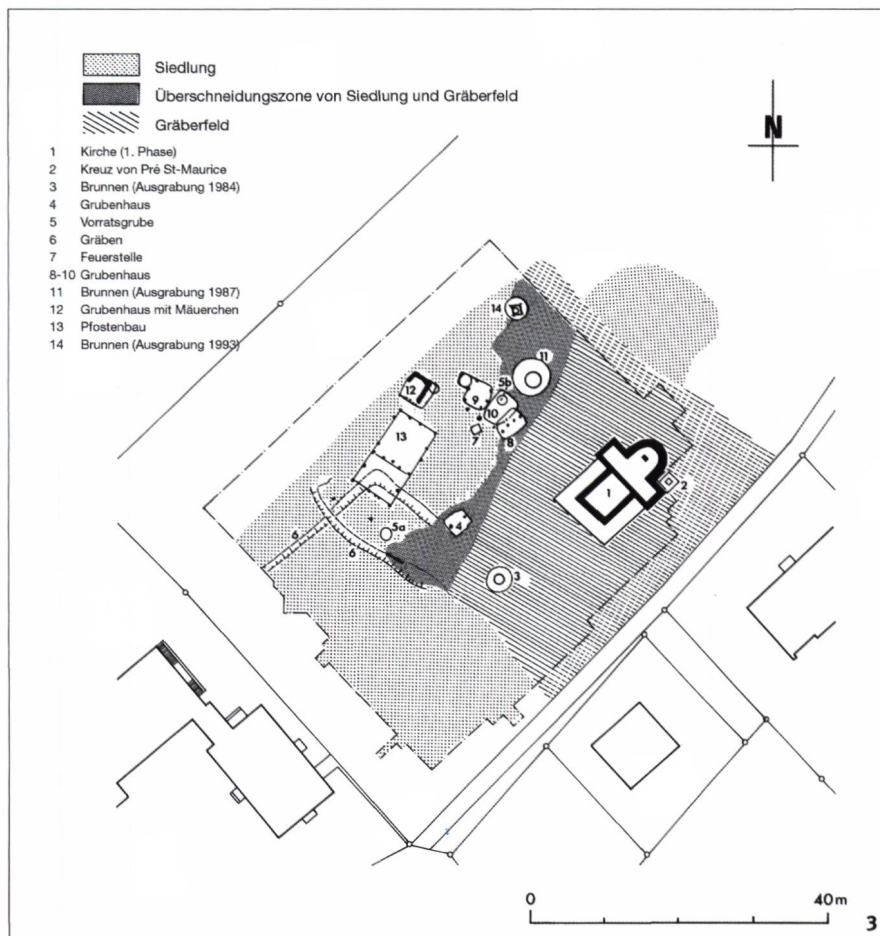 Siedlung
Überschneidungszone von Siedlung und Gräberfeld
Gräberfeld
1 Kirche (1. Phase)
2 Kreuz von Pré St-Maurice
3 Brunnen (Ausgrabung 1984)
4 Grubenhaus
5 Vorratsgrube
6 Gräben
7 Feuerstelle
8-10 Grubenhaus
11 Brunnen (Ausgrabung 1987)
12 Grubenhaus mit Mäuerchen
13 Pfostenbau
14 Brunnen (Ausgrabung 1993)
N
14
11
5b
12
9
10
7
8
13
1
2
4
5a
6
6
3
0 40m
3